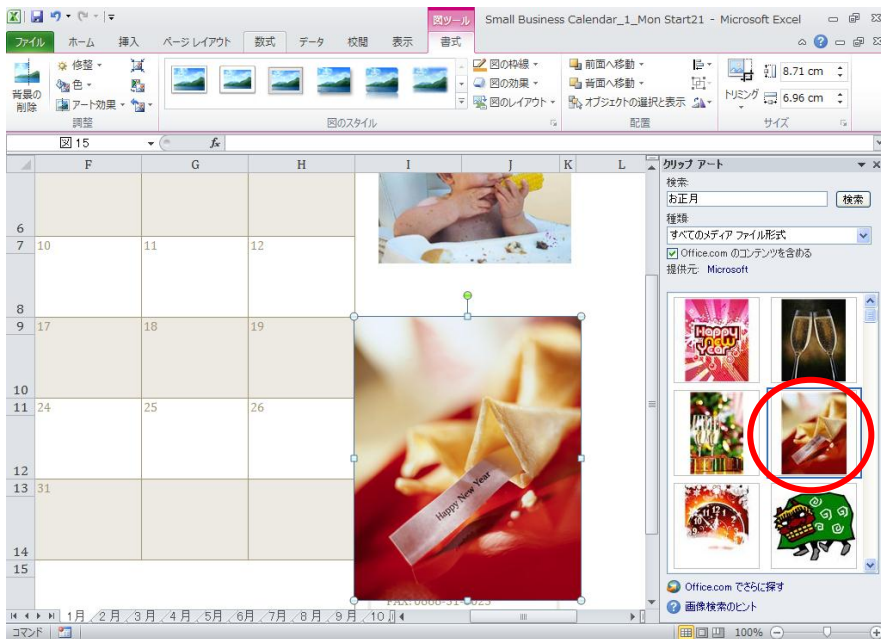 図ツール
Small Business Calendar_1_Mon Start21 - Microsoft Excel
ファイル ホーム 挿入 ページ レイアウト 数式 データ 校閲 表示 書式
背景の削除
修整
色
アート効果
調整
図のスタイル
図の枠線
図の効果
図のレイアウト
前面へ移動
背面へ移動
オブジェクトの選択と表示
配置
トリミング
8.71 cm
6.96 cm
サイズ
図 15
fx
F G H I J K L
6
7 10 11 12
8
9 17 18 19
10
11 24 25 26
12
13 31
14
15
Happy New Year
クリップ アート
検索:
お正月 検索
種類:
すべてのメディア ファイル形式
Office.com のコンテンツを含める
提供元: Microsoft
Happy
new
Year
Office.com でさらに探す
画像検索のヒント
1月 2月 3月 4月 5月 6月 7月 8月 9月 10
コマンド
100%